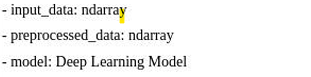 - input_data: ndarray
- preprocessed_data: ndarray
- model: Deep Learning Model